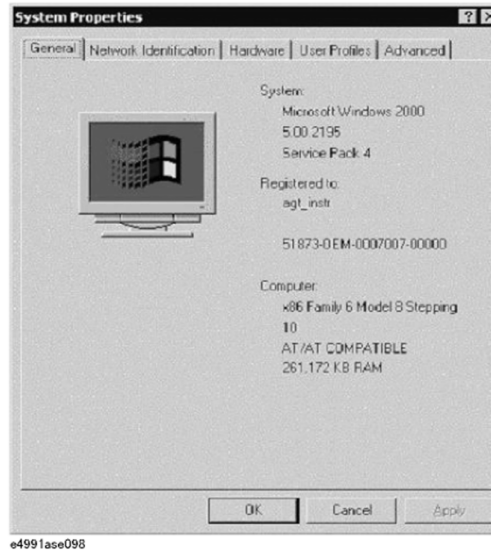 System Properties
General Network Identification Hardware User Profiles Advanced
System:
Microsoft Windows 2000
5.00.2195
Service Pack 4
Registered to:
agt_instr
51873-OEM-0007007-00000
Computer:
x86 Family 6 Model 8 Stepping
10
AT/AT COMPATIBLE
261,172 KB RAM
OK Cancel Apply
e4991ase098